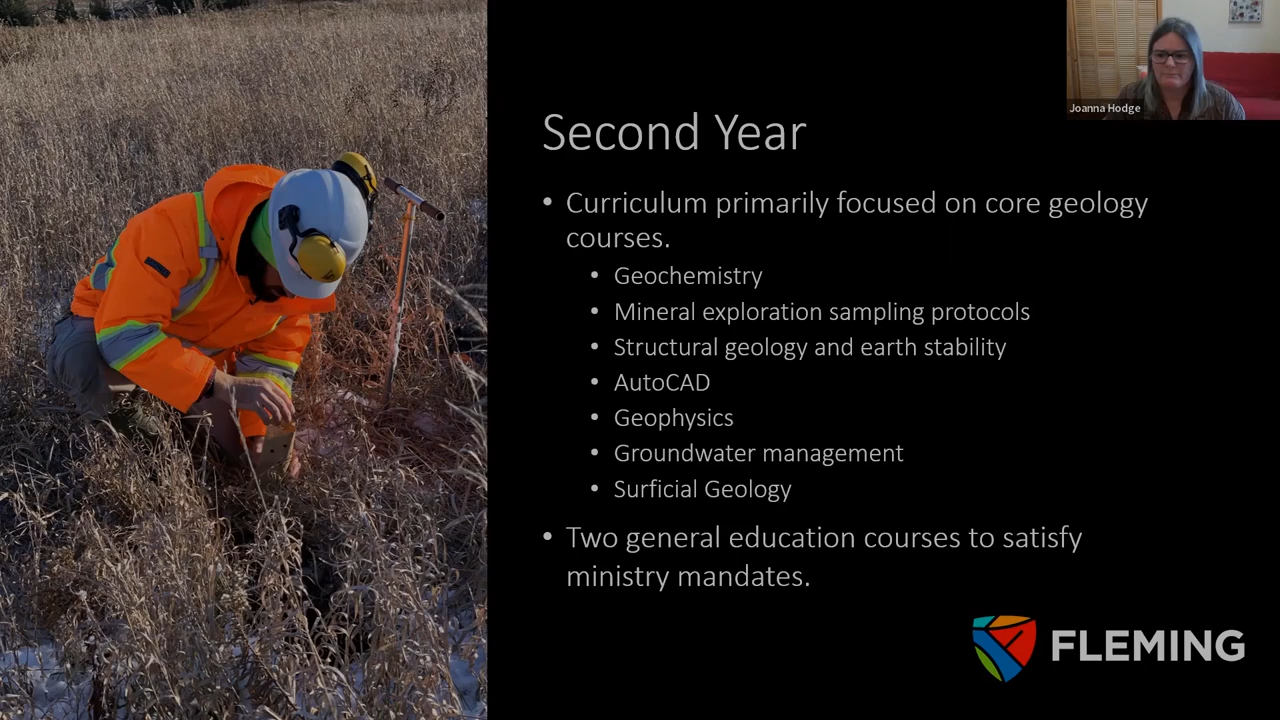 Joanna Hodge
Second Year
• Curriculum primarily focused on core geology
courses.
• Geochemistry
• Mineral exploration sampling protocols
• Structural geology and earth stability
• AutoCAD
• Geophysics
• Groundwater management
• Surficial Geology
• Two general education courses to satisfy
ministry mandates.
FLEMING